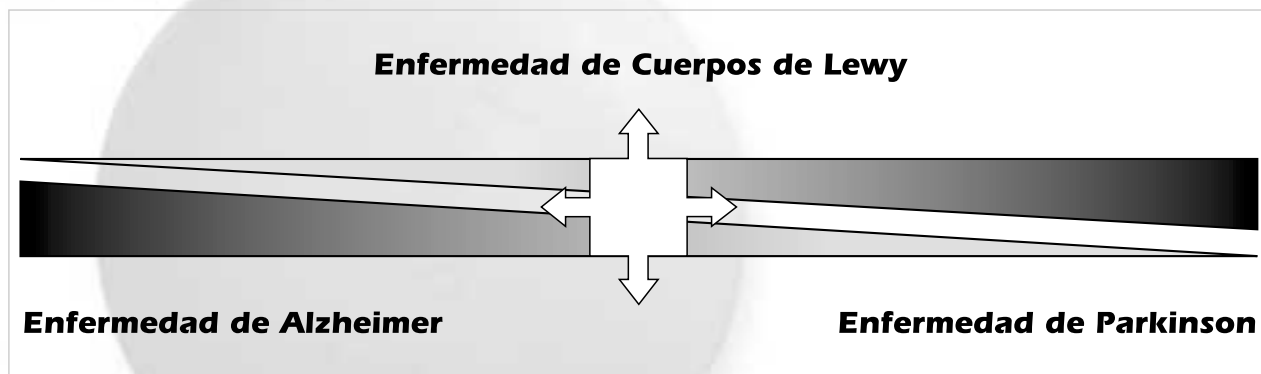 Enfermedad de Cuerpos de Lewy
Enfermedad de Alzheimer
Enfermedad de Parkinson